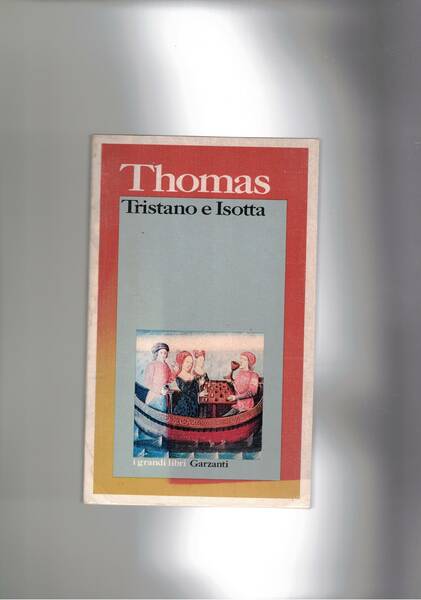 Thomas
Tristano e Isotta
i grandi libri Garzanti